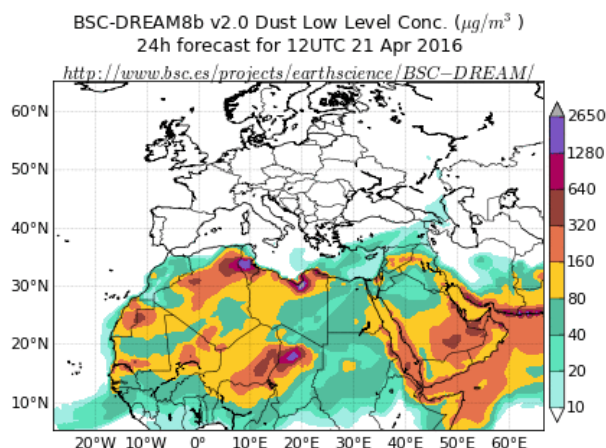 BSC-DREAM8b v2.0 Dust Low Level Conc. (μg/m³ )
24h forecast for 12UTC 21 Apr 2016
http://www.bsc.es/projects/earthscience/BSC−DREAM/
60°N
50°N
40°N
30°N
20°N
10°N
20°W 10°W 0° 10°E 20°E 30°E 40°E 50°E 60°E
2650
1280
640
320
160
80
40
20
10